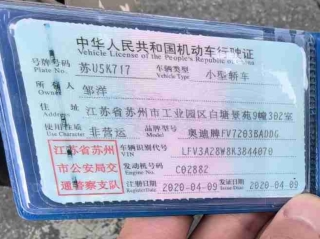 中华人民共和国机动车行驶证
Vehicle License of the People's Republic of China
号牌号码 Plate No. 苏U5K717 车辆类型 Vehicle Type 小型轿车
所有人 Owner 邹洋
住址 江苏省苏州市工业园区白塘景苑9幢302室
使用性质 Use Character 非营运 品牌型号 Model 奥迪牌FV7203BADDG
江苏省苏州
市公安局交
通警察支队
车辆识别代号 VIN LFV3A28W8K3844070
发动机号码 Engine No. C02882
注册日期 Register Date 2020-04-09 发证日期 Issue Date 2020-04-09